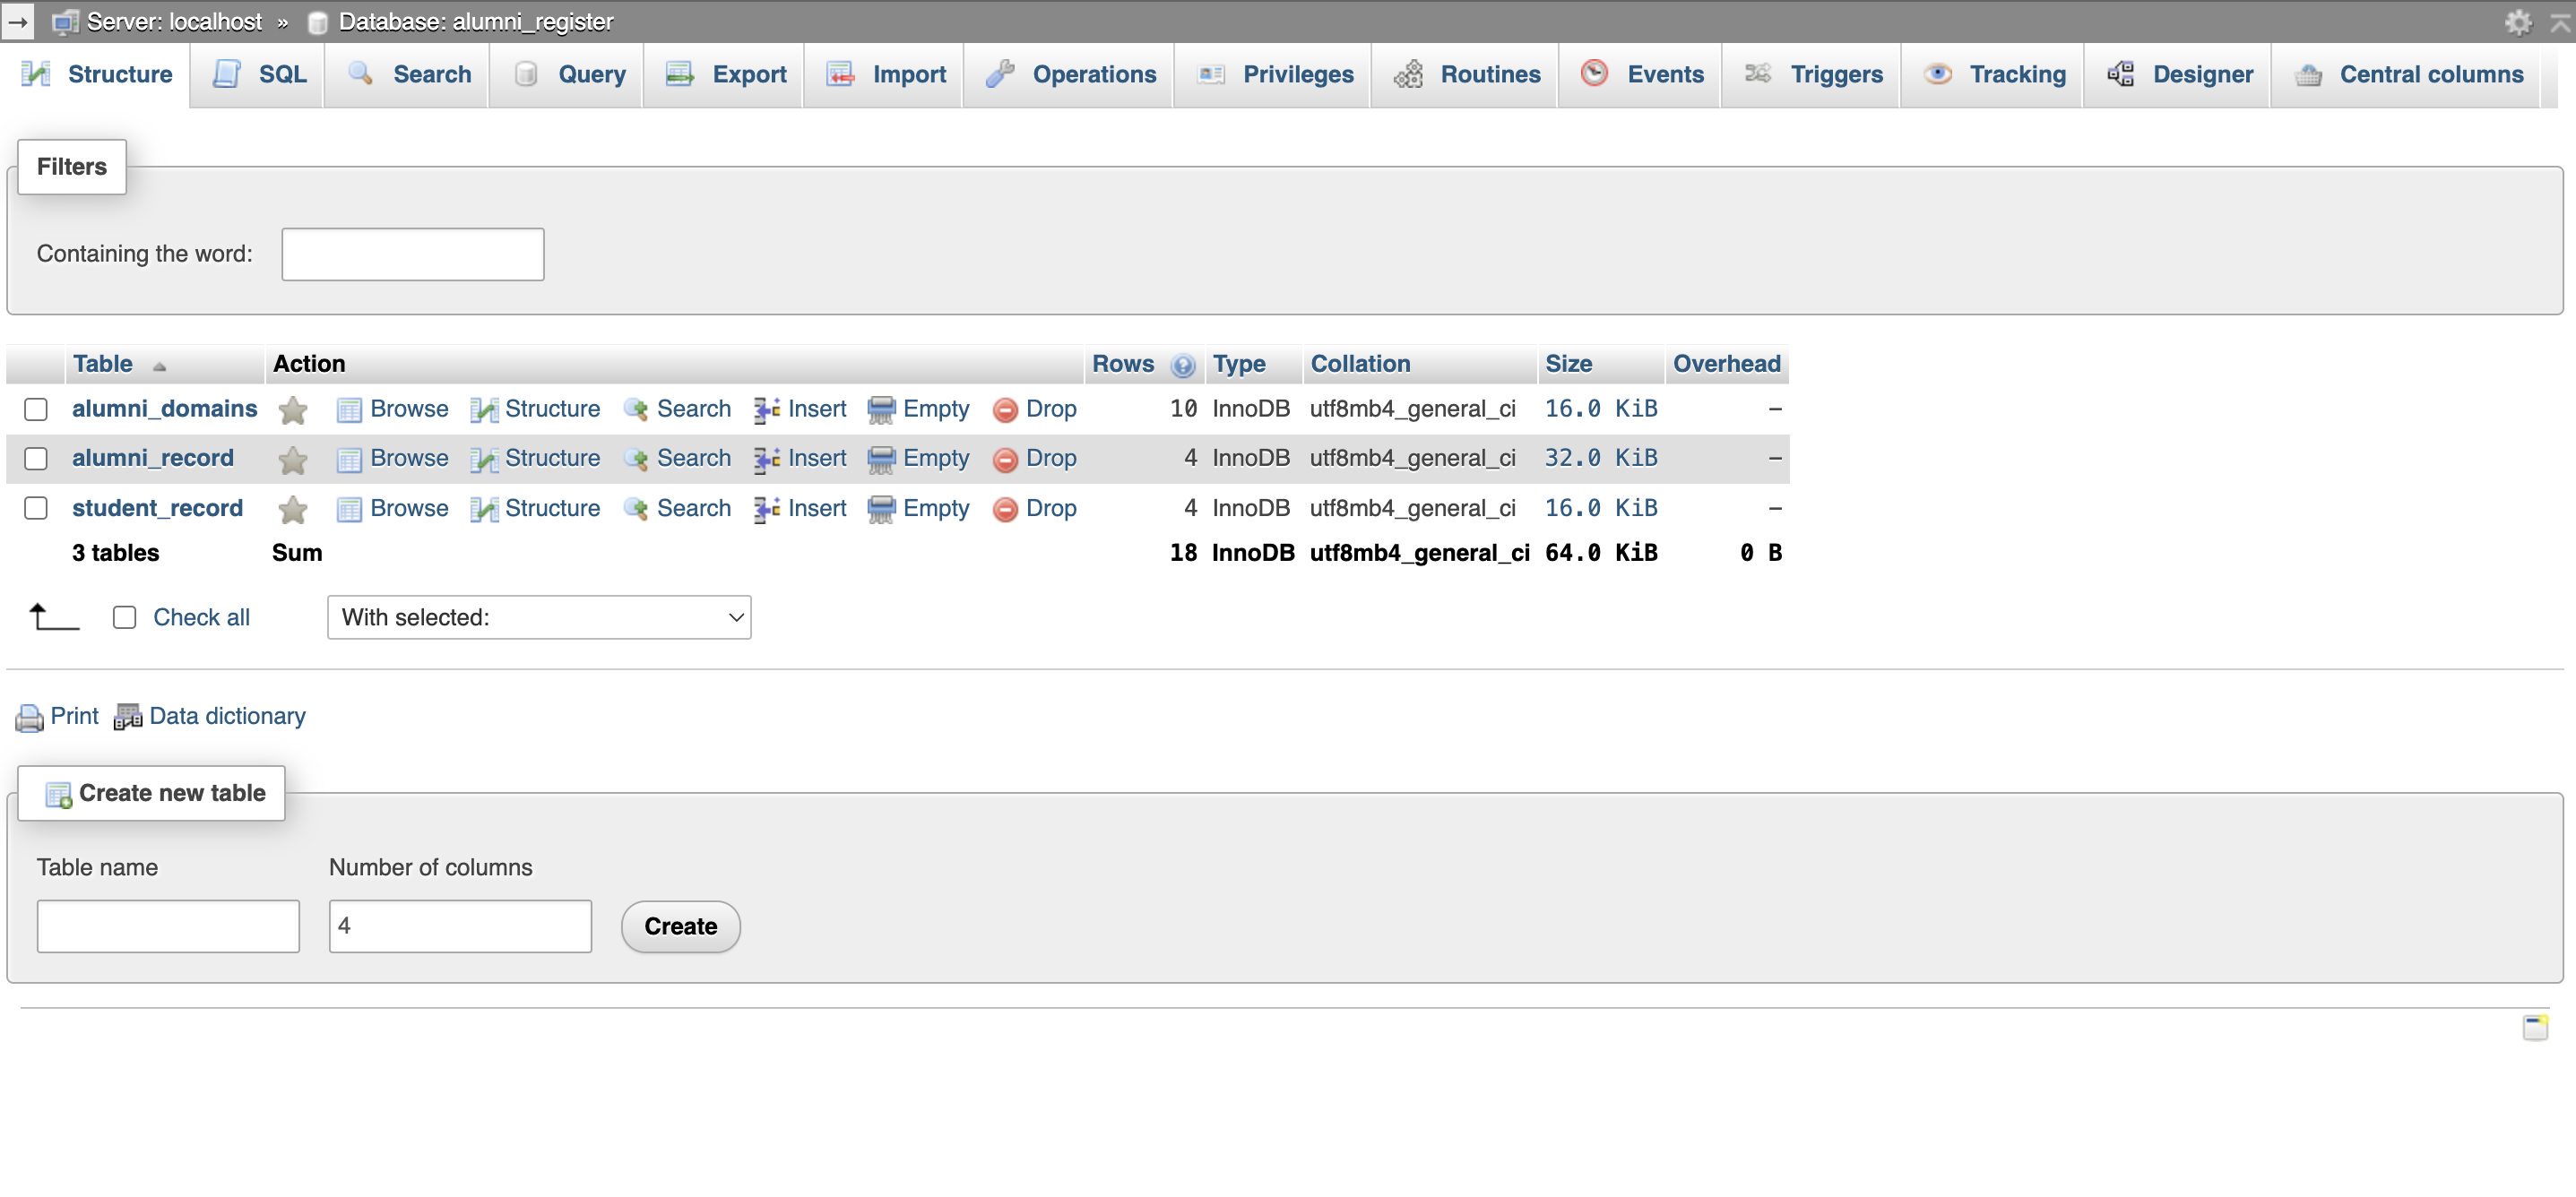 Server: localhost » Database: alumni_register
Structure SQL Search Query Export Import Operations Privileges Routines Events Triggers Tracking Designer Central columns
Filters
Containing the word:
Table Action Rows Type Collation Size Overhead
alumni_domains Browse Structure Search Insert Empty Drop 10 InnoDB utf8mb4_general_ci 16.0 KiB –
alumni_record Browse Structure Search Insert Empty Drop 4 InnoDB utf8mb4_general_ci 32.0 KiB –
student_record Browse Structure Search Insert Empty Drop 4 InnoDB utf8mb4_general_ci 16.0 KiB –
3 tables Sum 18 InnoDB utf8mb4_general_ci 64.0 KiB 0 B
Check all With selected:
Print Data dictionary
Create new table
Table name Number of columns
4 Create